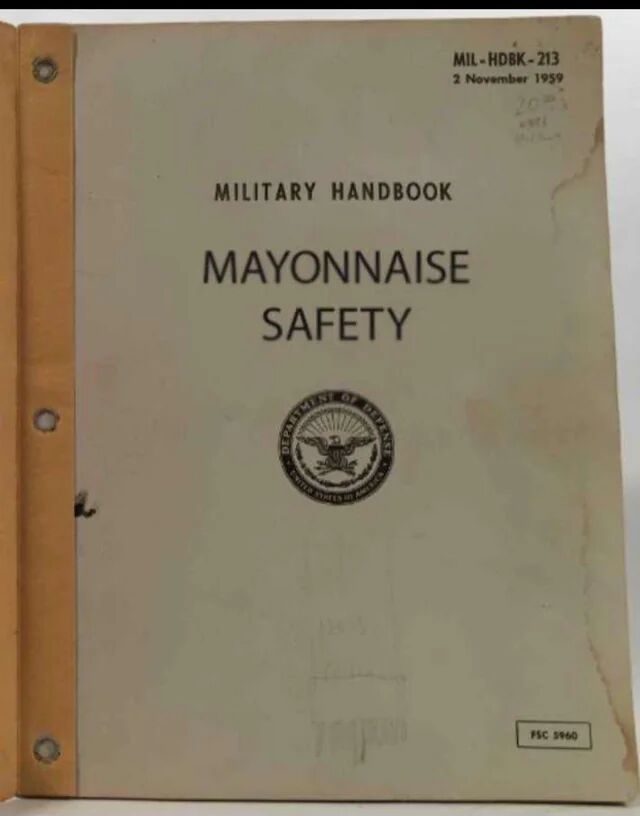 MIL-HDBK-213
2 November 1959
MILITARY HANDBOOK
MAYONNAISE
SAFETY
DEPARTMENT OF DEFENSE
UNITED STATES OF AMERICA
FSC 5960